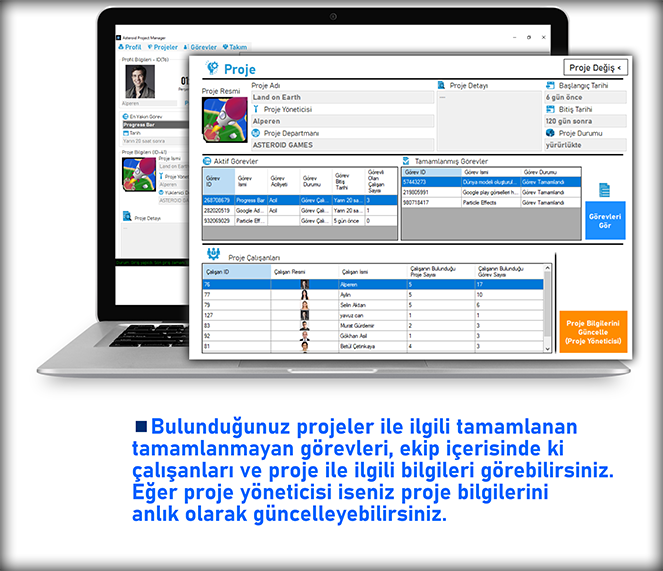 Asteroid Project Manager
Profil Projeler Görevler Takım
Profil Bilgileri - ID(76)
Alperen
En Yakın Görev
Progress Bar
Tarih
Yarın 20 saat sonra
Proje Bilgileri
Proje Resmi
Proje İsmi
Land on Earth
Alperen
ASTEROID
Proje Detayı
Proje
Proje Değiş <
Proje Resmi
Proje Adı
Land on Earth
Proje Yöneticisi
Alperen
Proje Departmanı
ASTEROID GAMES
Proje Detayı
...
Başlangıç Tarihi
6 gün önce
Bitiş Tarihi
120 gün sonra
Proje Durumu
yürürlükte
Aktif Görevler
Görev ID Görev İsmi Görev Aciliyeti Görev Durumu Görev Bitiş Tarihi Görevli Olan Çalışan Sayısı
268708679 Progress Bar Acil Görev Çalı... Yarın 20 sa... 3
282020519 Google Ad... Acil Görev Çalı... Yarın 20 sa... 1
932069029 Particle Eff... Görev Çalı... 5 gün önce 0
Tamamlanmış Görevler
Görev ID Görev İsmi Görev Durumu
57443273 Dünya modeli oluşturul... Görev Tamamlandı
219005991 Google play görselleri h... Görev Tamamlandı
980718417 Particle Effects Görev Tamamlandı
Görevleri
Gör
Proje Çalışanları
Çalışan ID Çalışan Resmi Çalışan İsmi Çalışanın Bulunduğu Proje Sayısı Çalışanın Bulunduğu Görev Sayısı
76 Alperen 5 17
77 Aylin 5 10
79 Selin Aktan 5 6
127 yavuz can 1 1
83 Murat Gürdemir 2 3
92 Gökhan Asil 3 3
81 Betül Çetinkaya 4 3
Proje Bilgilerini
Güncelle
(Proje Yöneticisi)
Bulunduğunuz projeler ile ilgili tamamlanan
tamamlanmayan görevleri, ekip içerisinde ki
çalışanları ve proje ile ilgili bilgileri görebilirsiniz.
Eğer proje yöneticisi iseniz proje bilgilerini
anlık olarak güncelleyebilirsiniz.